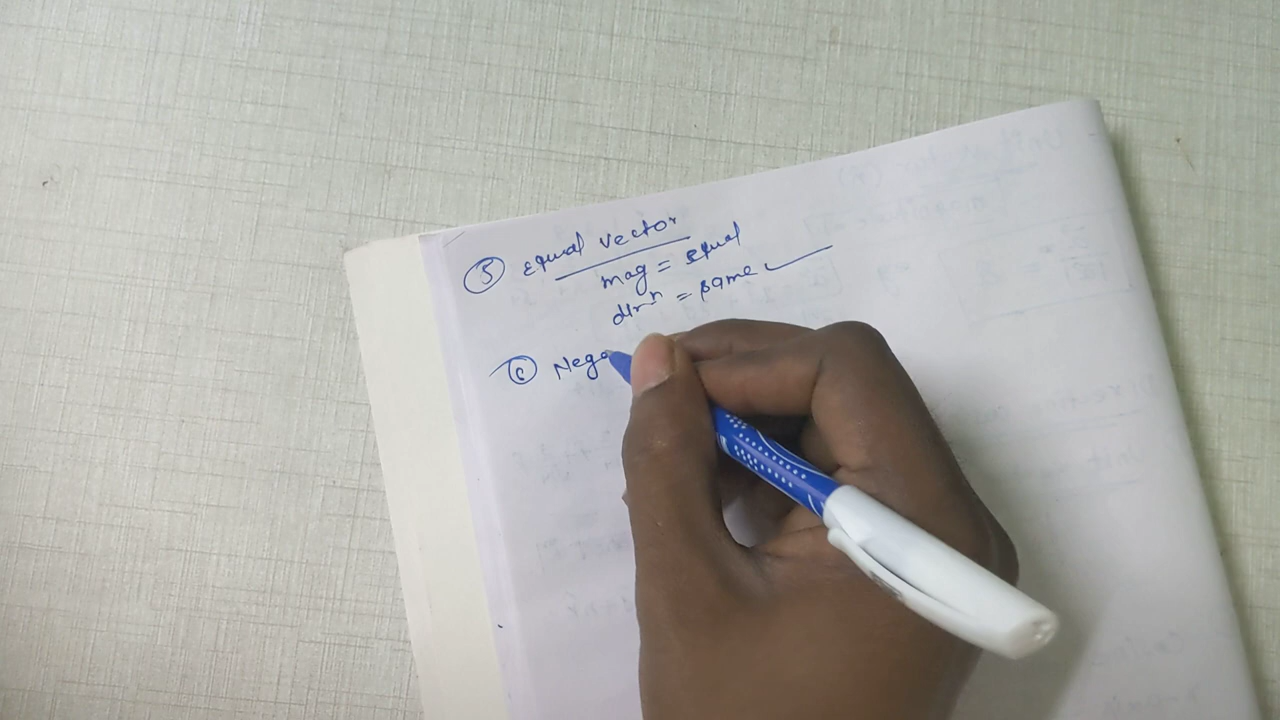 ⑤ Equal Vector
mag = equal
dirⁿ = same
⑥ Nega